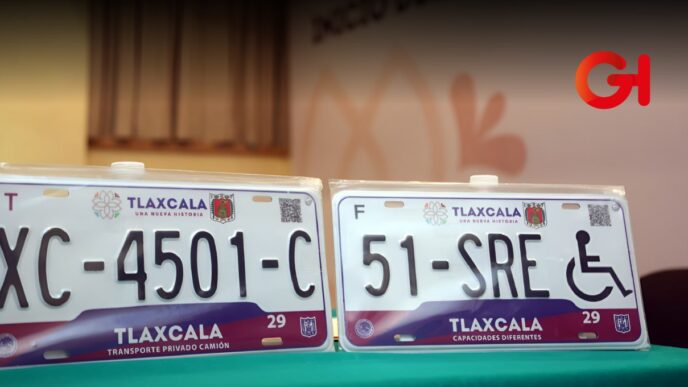 GH
T
TLAXCALA
UNA NUEVA HISTORIA
XC-4501-C
TLAXCALA
29
TRANSPORTE PRIVADO CAMIÓN
F
TLAXCALA
UNA NUEVA HISTORIA
51-SRE
TLAXCALA
29
CAPACIDADES DIFERENTES